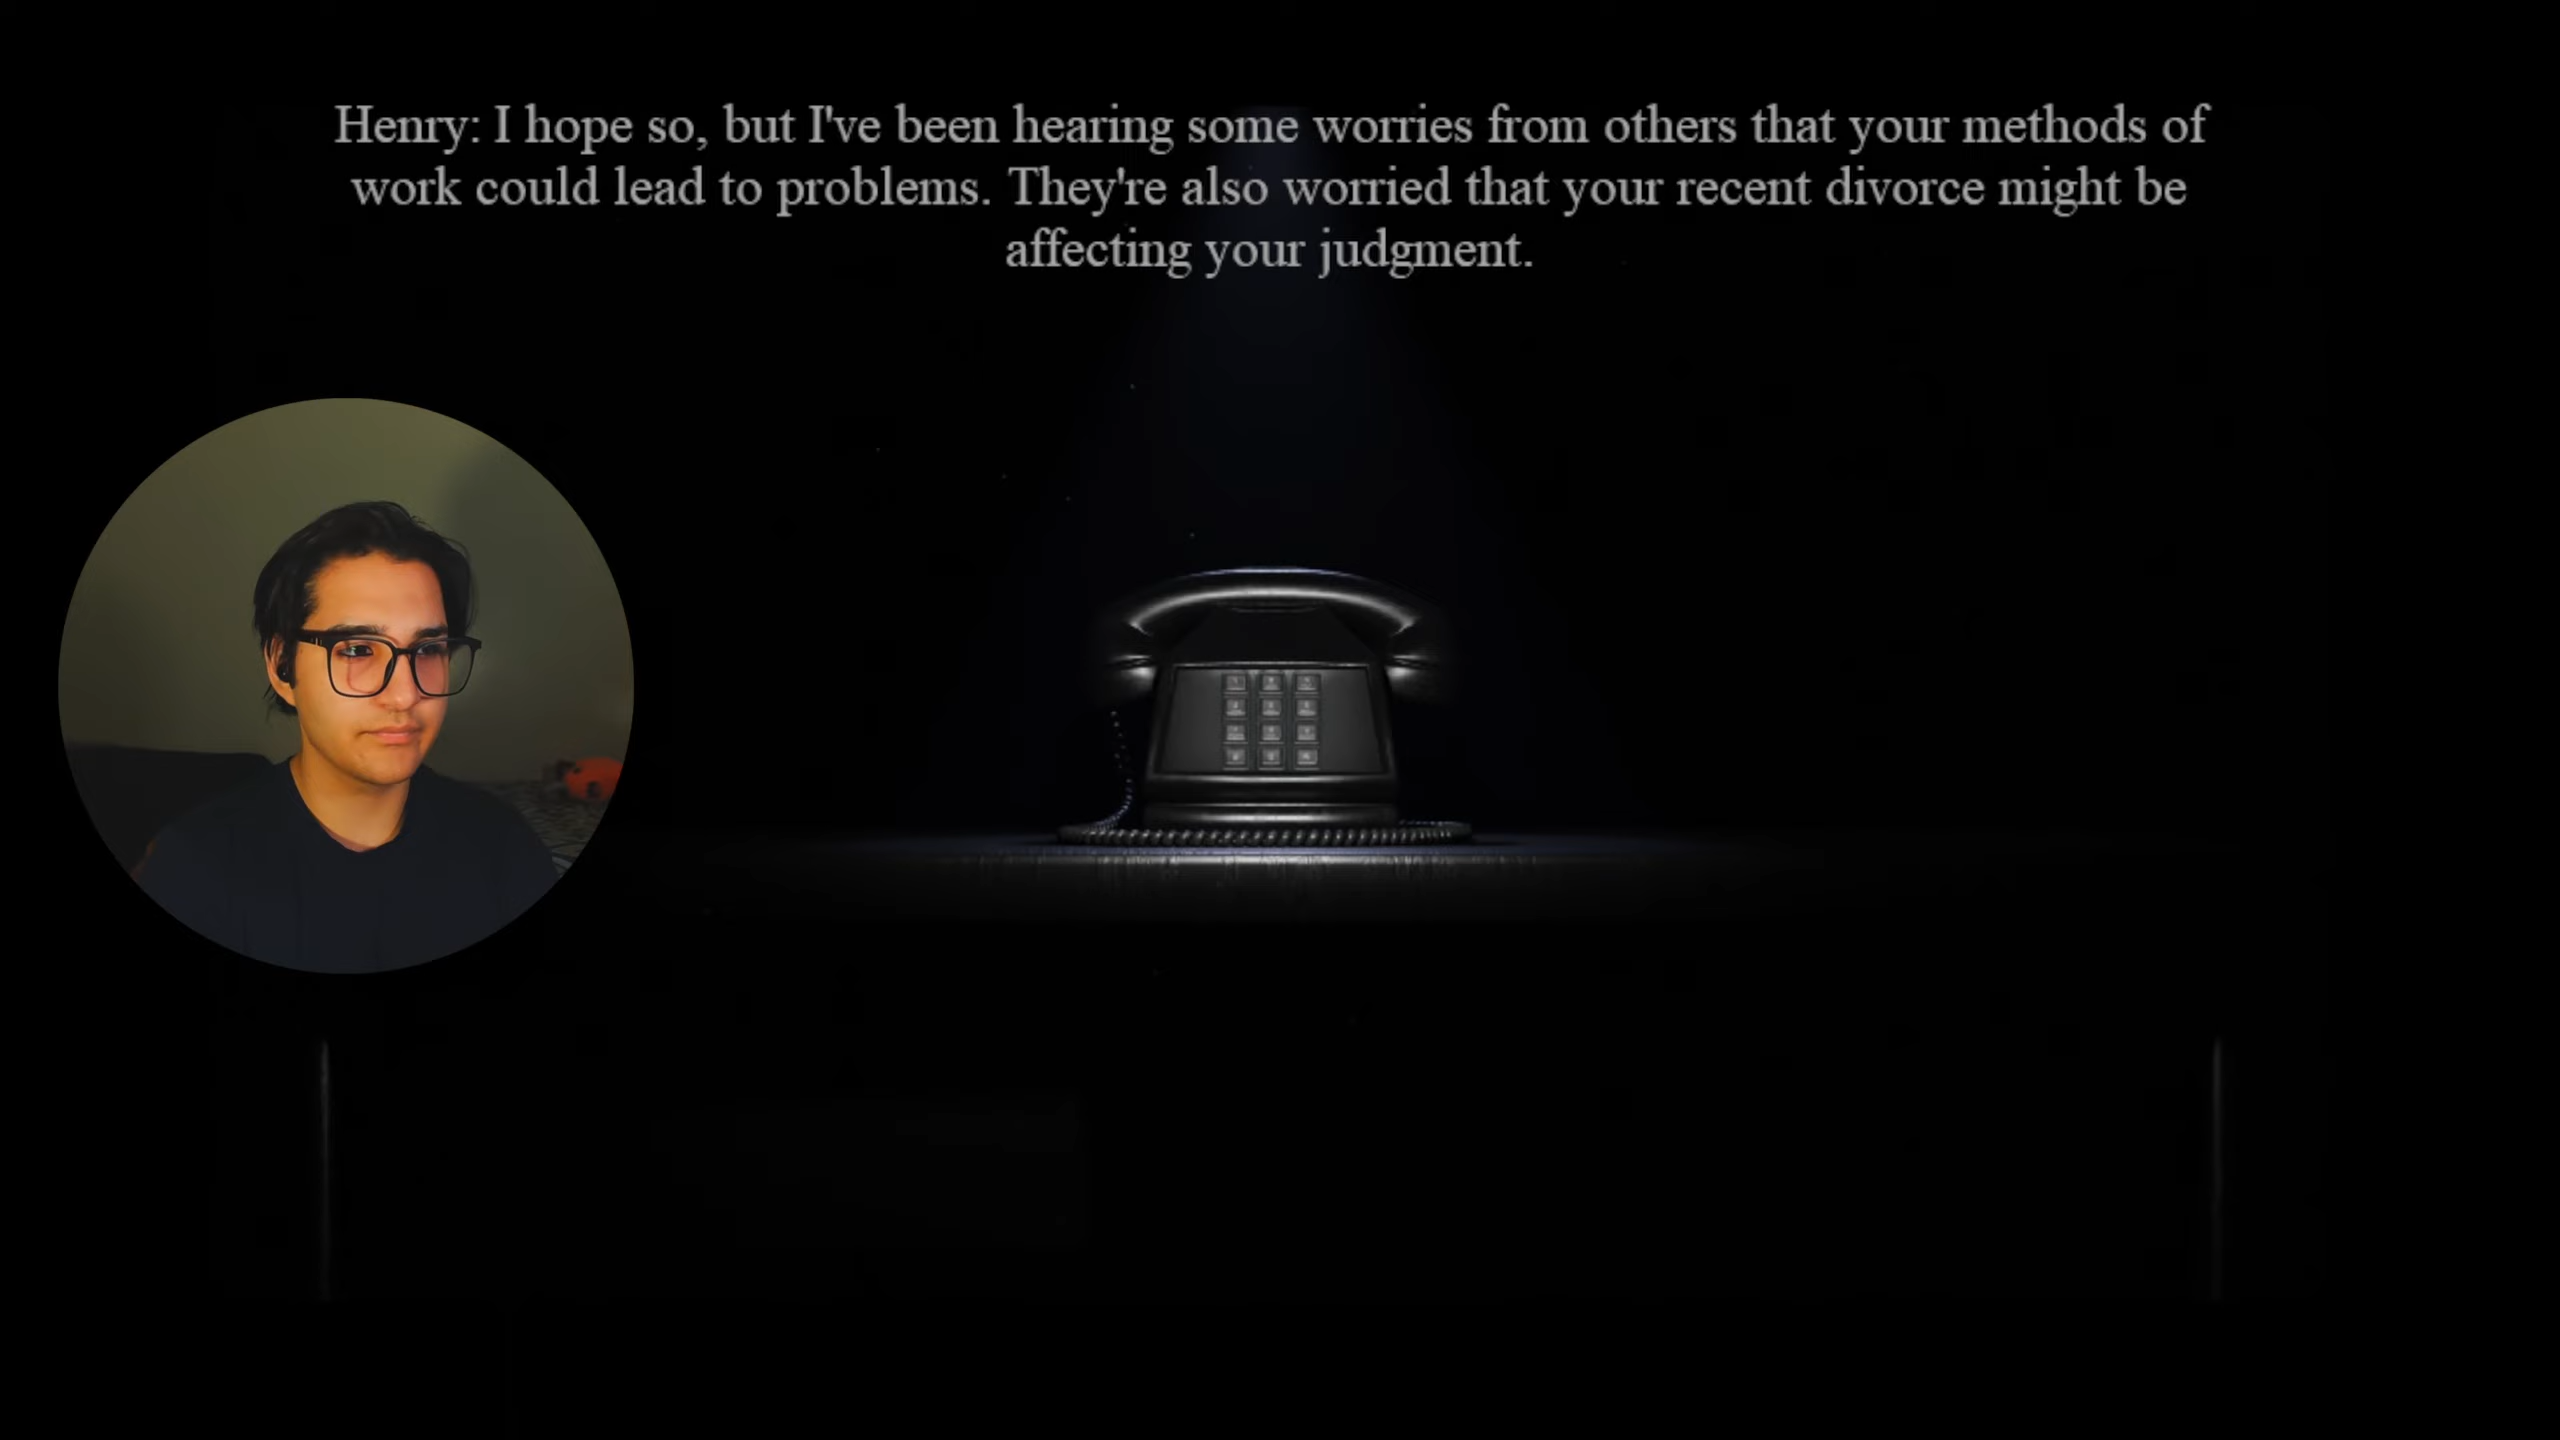 Henry: I hope so, but I've been hearing some worries from others that your methods of
work could lead to problems. They're also worried that your recent divorce might be
affecting your judgment.